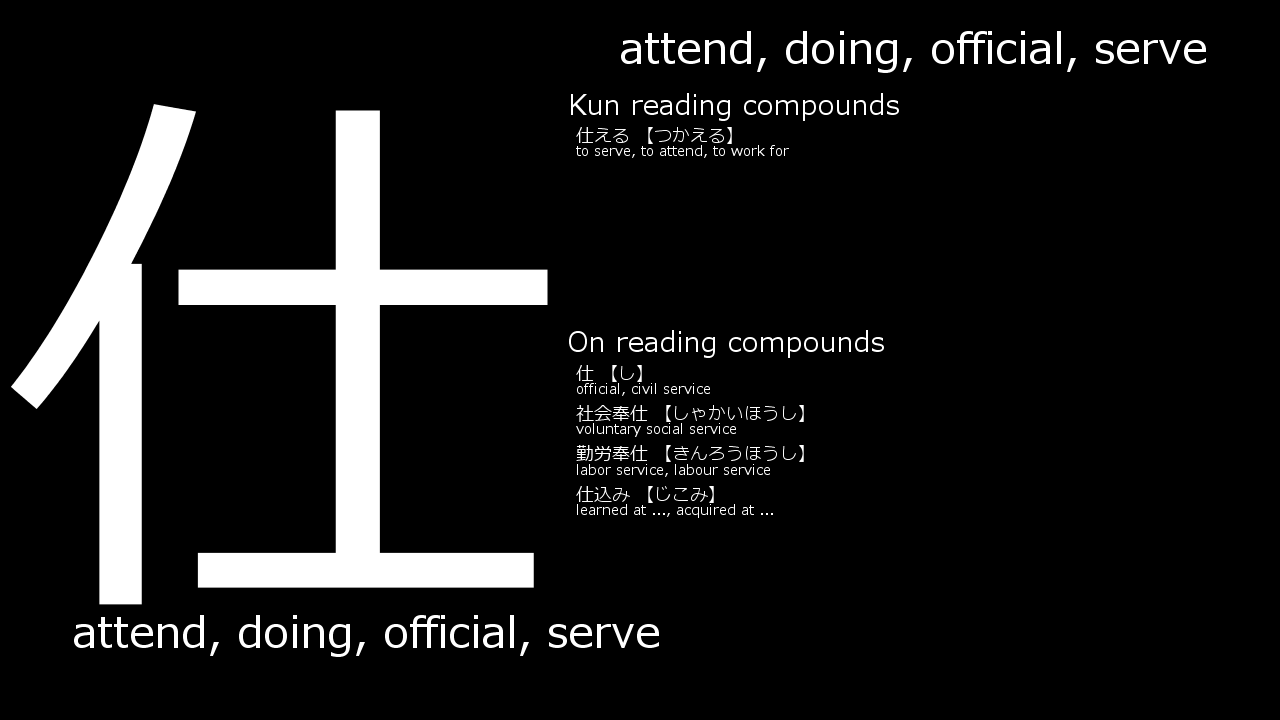 attend, doing, official, serve
仕
Kun reading compounds
仕える 【つかえる】
to serve, to attend, to work for
On reading compounds
仕 【し】
official, civil service
社会奉仕 【しゃかいほうし】
voluntary social service
勤労奉仕 【きんろうほうし】
labor service, labour service
仕込み 【じこみ】
learned at ..., acquired at ...
attend, doing, official, serve